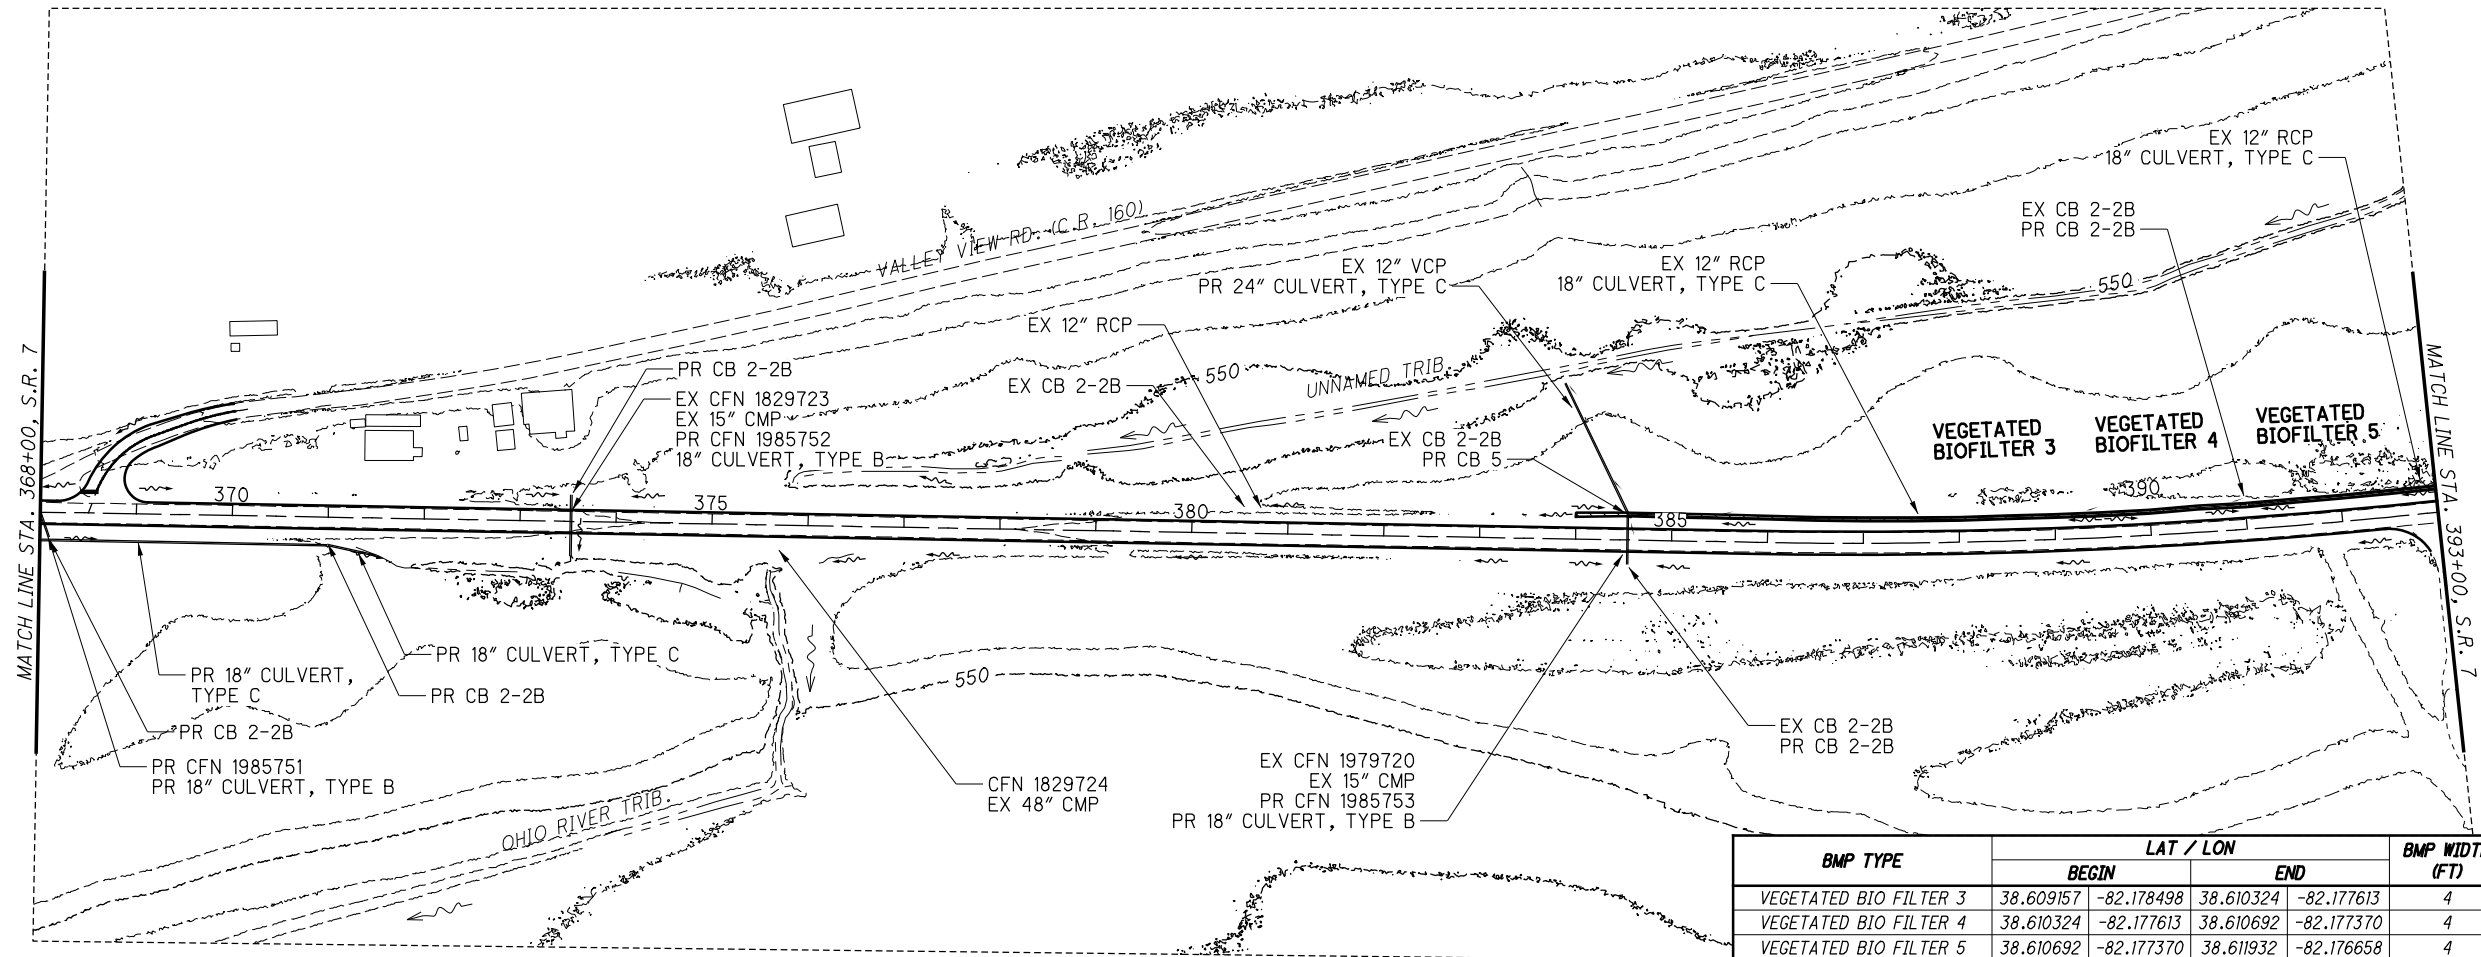 EX 12" RCP
18" CULVERT, TYPE C
EX CB 2-2B
PR CB 2-2B
VALLEY VIEW RD. (C.R. 160)
EX 12" VCP
PR 24" CULVERT, TYPE C
EX 12" RCP
18" CULVERT, TYPE C
550
EX 12" RCP
MATCH LINE STA. 368+00, S.R. 7
PR CB 2-2B
EX CFN 1829723
EX 15" CMP
PR CFN 1985752
18" CULVERT, TYPE B
EX CB 2-2B
550
UNNAMED TRIB.
EX CB 2-2B
PR CB 5
VEGETATED
BIOFILTER 3
VEGETATED
BIOFILTER 4
VEGETATED
BIOFILTER 5
MATCH LINE STA. 393+00, S.R. 7
370
375
380
385
390
PR 18" CULVERT,
TYPE C
PR 18" CULVERT, TYPE C
PR CB 2-2B
PR CB 2-2B
PR CFN 1985751
PR 18" CULVERT, TYPE B
550
OHIO RIVER TRIB.
CFN 1829724
EX 48" CMP
EX CFN 1979720
EX 15" CMP
PR CFN 1985753
PR 18" CULVERT, TYPE B
EX CB 2-2B
PR CB 2-2B
BMP TYPE LAT / LON BMP WIDTH
BEGIN END (FT)
VEGETATED BIO FILTER 3 38.609157 -82.178498 38.610324 -82.177613 4
VEGETATED BIO FILTER 4 38.610324 -82.177613 38.610692 -82.177370 4
VEGETATED BIO FILTER 5 38.610692 -82.177370 38.611932 -82.176658 4